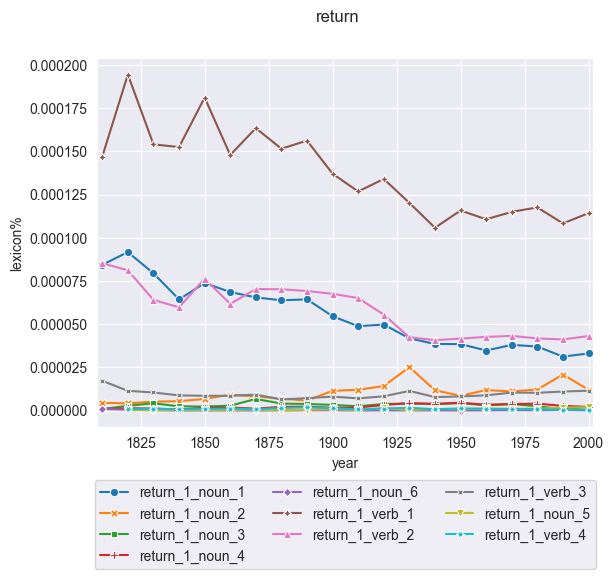 return
0.000200
0.000175
0.000150
0.000125
0.000100
0.000075
0.000050
0.000025
0.000000
lexicon%
1825 1850 1875 1900 1925 1950 1975 2000
year
return_1_noun_1 return_1_noun_6 return_1_verb_3
return_1_noun_2 return_1_verb_1 return_1_noun_5
return_1_noun_3 return_1_verb_2 return_1_verb_4
return_1_noun_4